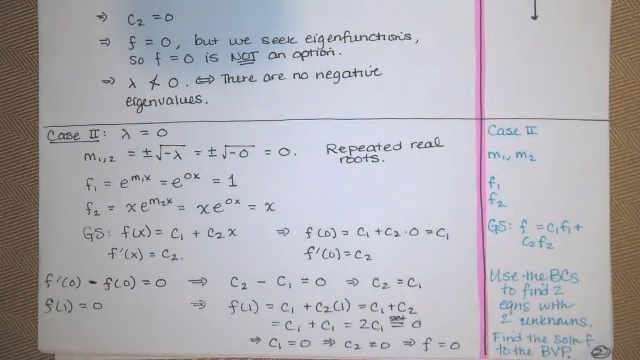 ⇒ C₂ = 0
⇒ f = 0, but we seek eigenfunctions,
so f = 0 is NOT an option.
⇒ λ ≮ 0. ⇔ There are no negative
eigenvalues.
Case II: λ = 0
m₁,₂ = ±√-λ = ±√-0 = 0. Repeated real
roots.
f₁ = e^{m₁x} = e^{0x} = 1
f₂ = xe^{m₂x} = xe^{0x} = x
GS: f(x) = C₁ + C₂x ⇒ f(0) = C₁ + C₂·0 = C₁
f'(x) = C₂. f'(0) = C₂
f'(0) - f(0) = 0 ⇒ C₂ - C₁ = 0 ⇒ C₂ = C₁
f(1) = 0 ⇒ f(1) = C₁ + C₂(1) = C₁ + C₂
= C₁ + C₁ = 2C₁ set= 0
⇒ C₁ = 0 ⇒ C₂ = 0 ⇒ f = 0
Case II
m₁, m₂
f₁
f₂
GS: f = C₁f₁ +
C₂f₂
Use the BCs
to find 2
eqns with
2 unknowns.
Find the soln f
to the BVP
2